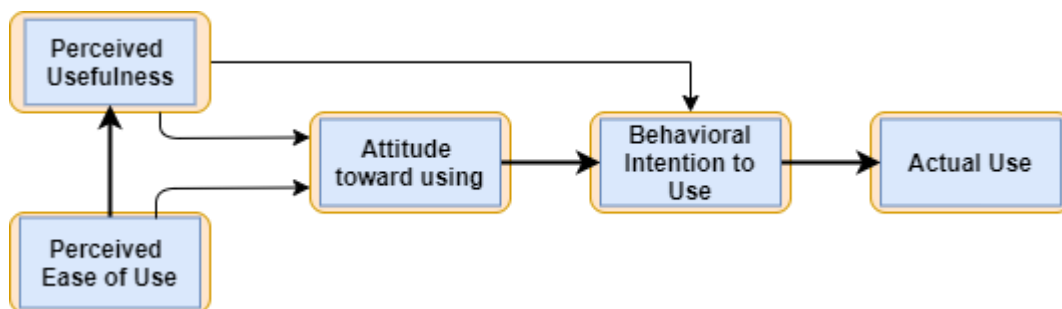 Perceived
Usefulness
Attitude
toward using
Behavioral
Intention to
Use
Actual Use
Perceived
Ease of Use